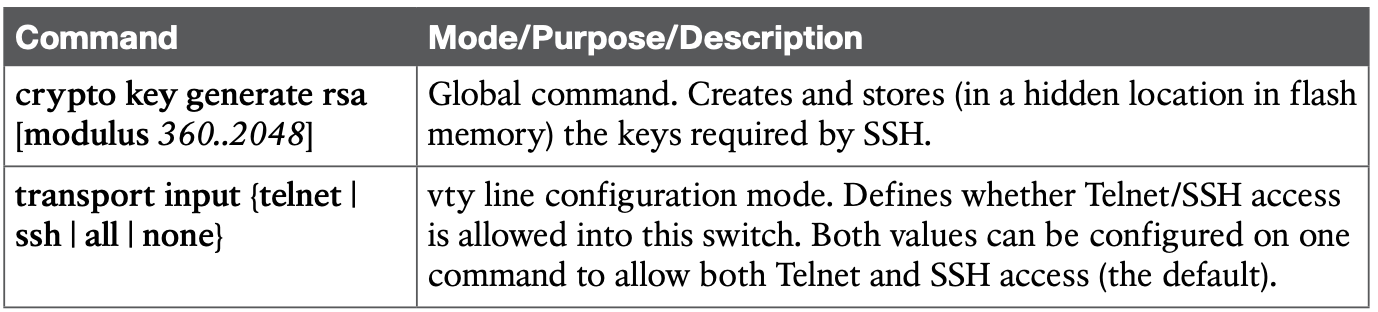 Command Mode/Purpose/Description
crypto key generate rsa
[modulus 360..2048]
Global command. Creates and stores (in a hidden location in flash
memory) the keys required by SSH.
transport input {telnet |
ssh | all | none}
vty line configuration mode. Defines whether Telnet/SSH access
is allowed into this switch. Both values can be configured on one
command to allow both Telnet and SSH access (the default).